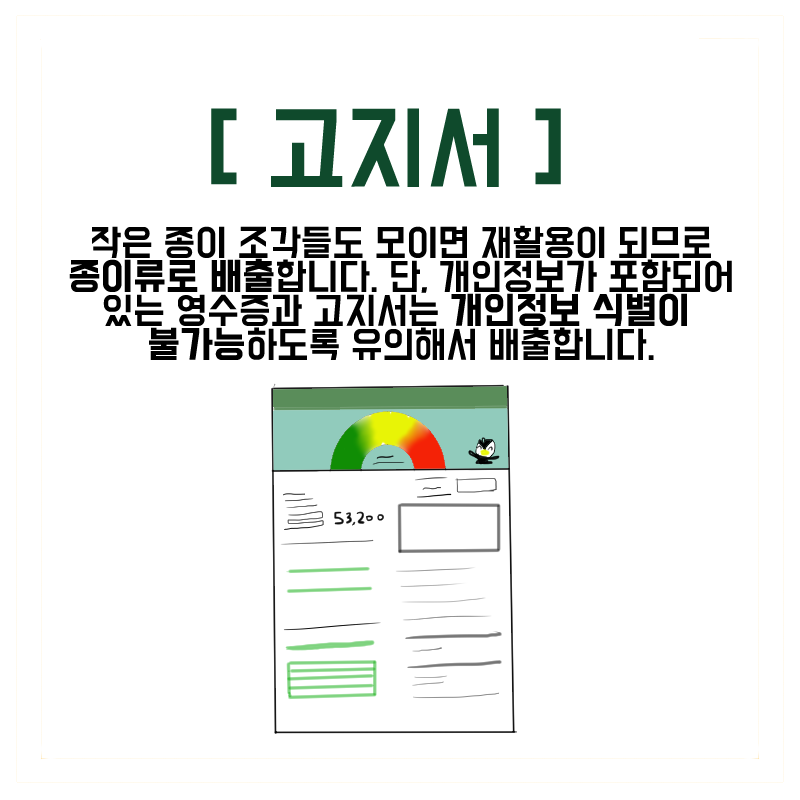 [ 고지서 ]
작은 종이 조각들도 모이면 재활용이 되므로
종이류로 배출합니다. 단, 개인정보가 포함되어
있는 영수증과 고지서는 개인정보 식별이
불가능하도록 유의해서 배출합니다.
53,200